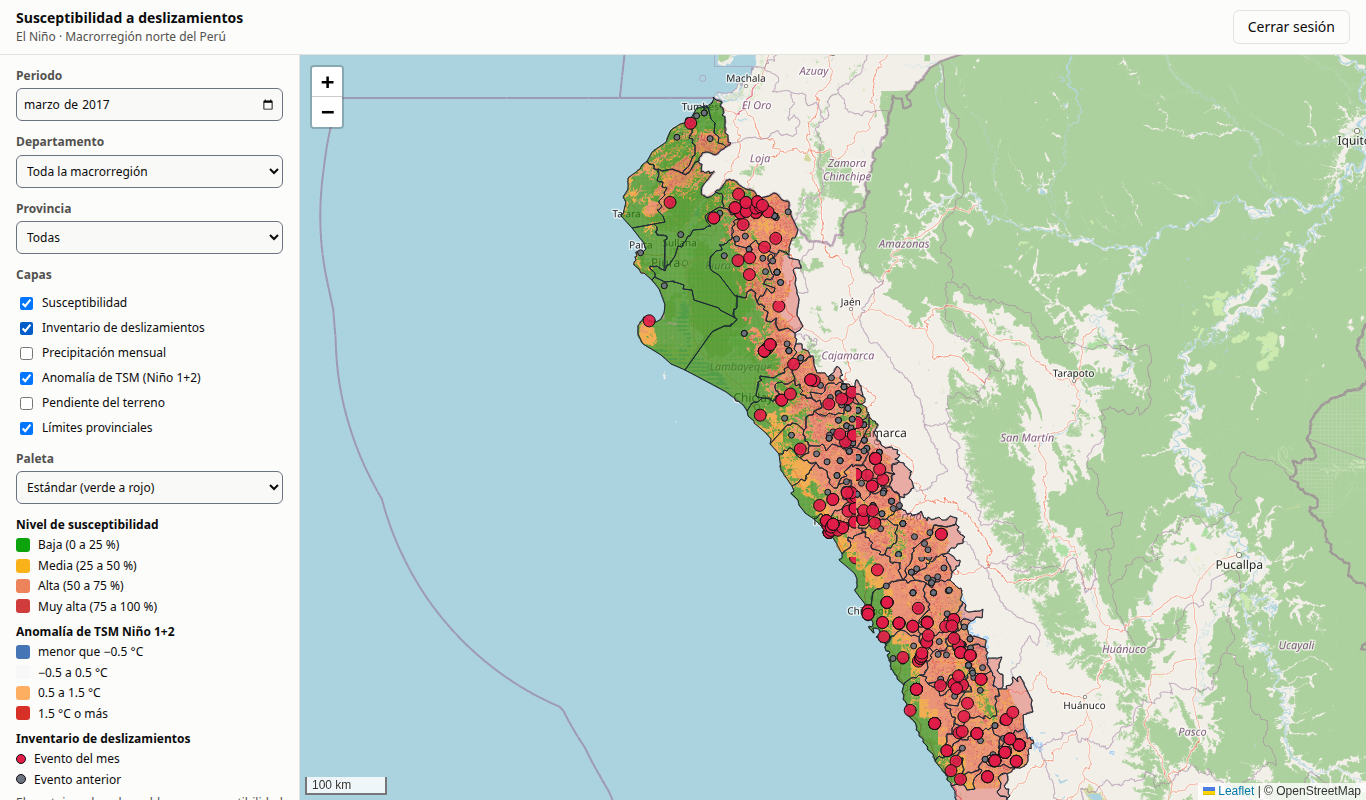 Susceptibilidad a deslizamientos
El Niño · Macrorregión norte del Perú
Cerrar sesión
Periodo
marzo de 2017
Departamento
Toda la macrorregión
Provincia
Todas
Capas
Susceptibilidad
Inventario de deslizamientos
Precipitación mensual
Anomalía de TSM (Niño 1+2)
Pendiente del terreno
Límites provinciales
Paleta
Estándar (verde a rojo)
Nivel de susceptibilidad
Baja (0 a 25 %)
Media (25 a 50 %)
Alta (50 a 75 %)
Muy alta (75 a 100 %)
Anomalía de TSM Niño 1+2
menor que −0.5 °C
−0.5 a 0.5 °C
0.5 a 1.5 °C
1.5 °C o más
Inventario de deslizamientos
Evento del mes
Evento anterior
+
−
Machala
Azuay
El Oro
Loja
Zamora
Chinchipe
Iquito
Talara
Amazonas
Paita
Sullana
Piura
Jaén
Cajamarca
Lambayeque
Tarapoto
San Martín
Pucallpa
Huánuco
Ucayali
Huánuco
Pasco
100 km
Leaflet | © OpenStreetMap